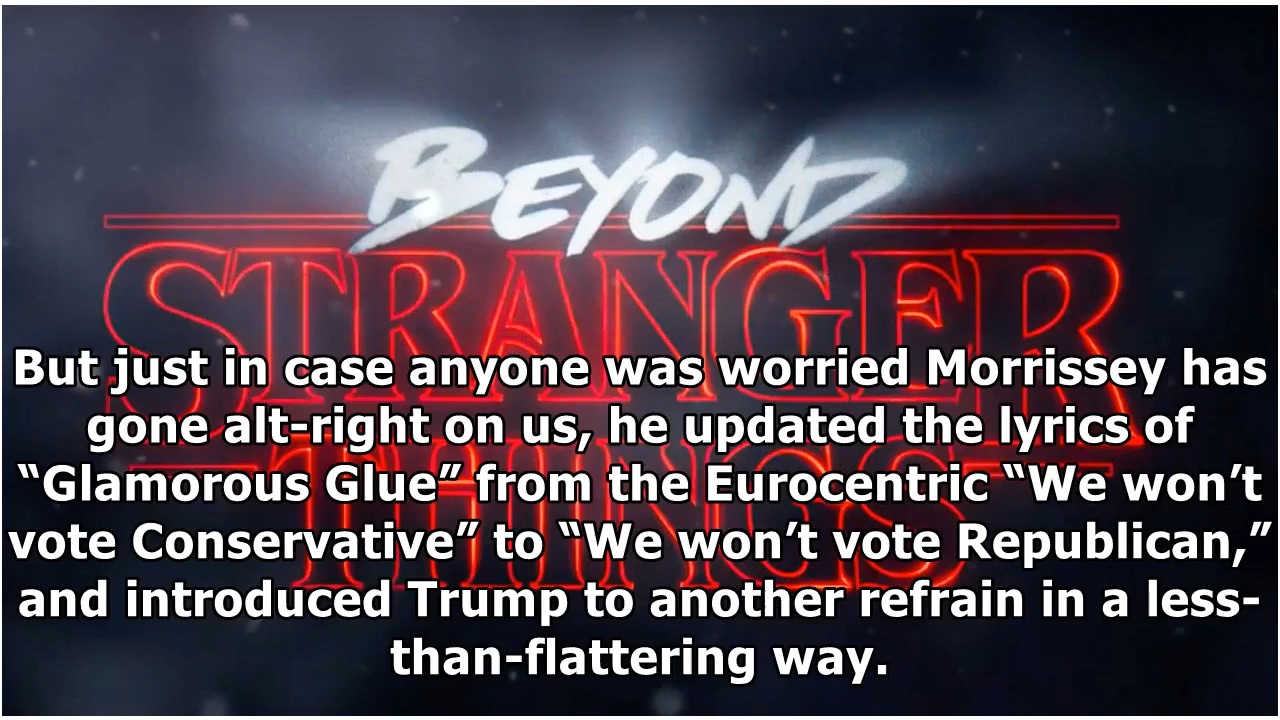 BEYOND
STRANGER
THINGS
But just in case anyone was worried Morrissey has
gone alt-right on us, he updated the lyrics of
“Glamorous Glue” from the Eurocentric “We won’t
vote Conservative” to “We won’t vote Republican,”
and introduced Trump to another refrain in a less-
than-flattering way.